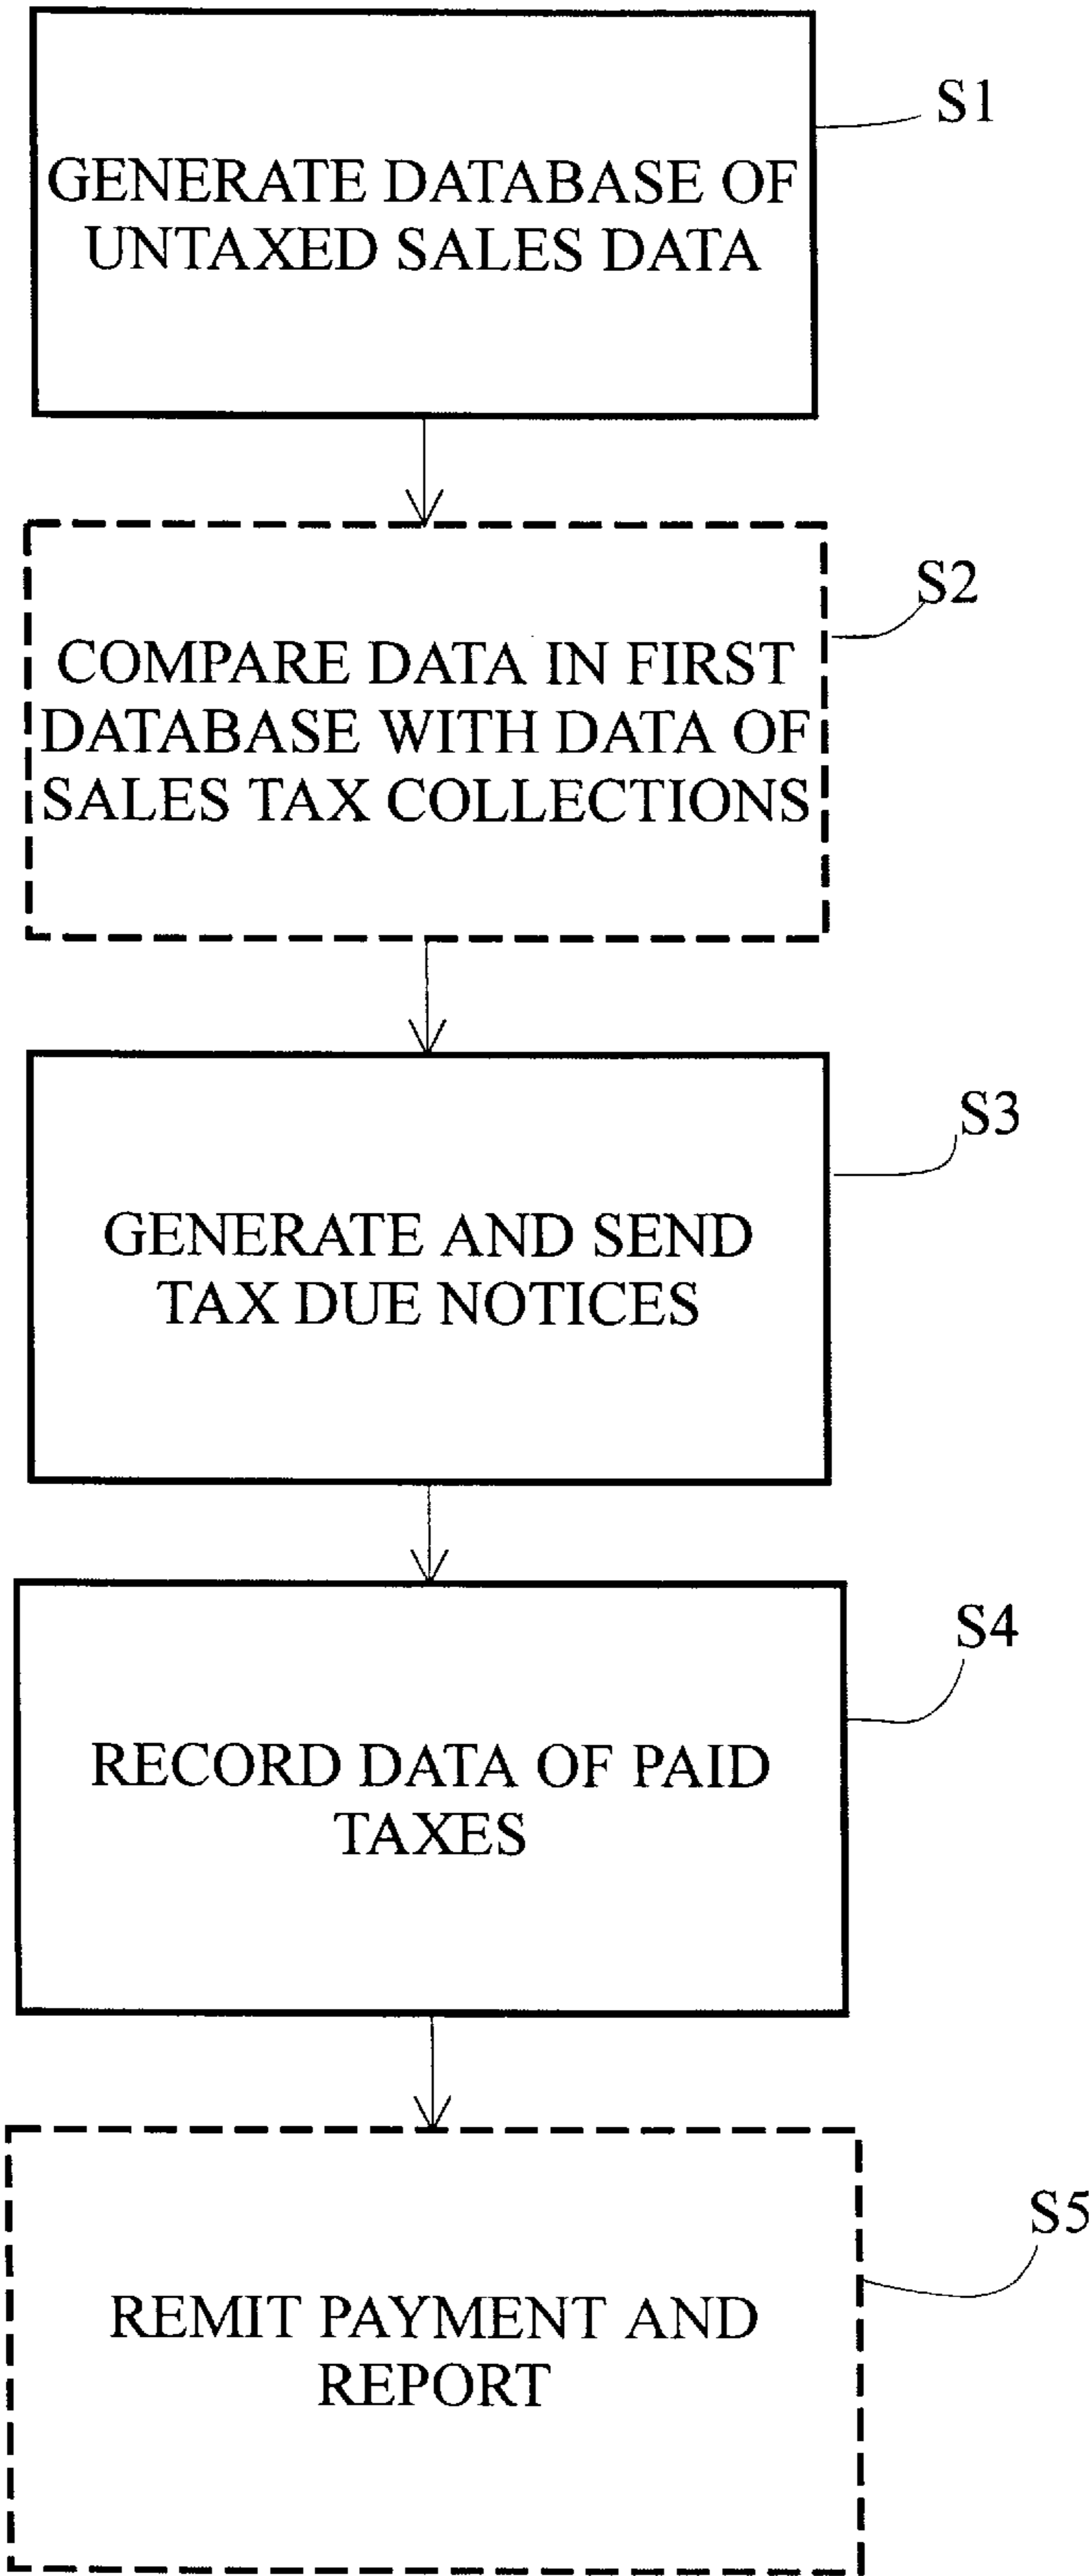 S1
GENERATE DATABASE OF
UNTAXED SALES DATA
S2
COMPARE DATA IN FIRST
DATABASE WITH DATA OF
SALES TAX COLLECTIONS
S3
GENERATE AND SEND
TAX DUE NOTICES
S4
RECORD DATA OF PAID
TAXES
S5
REMIT PAYMENT AND
REPORT